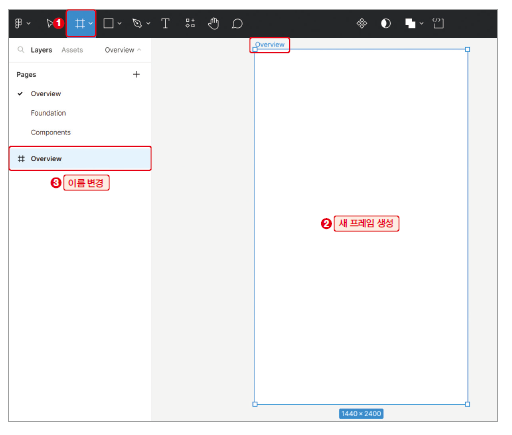 1
Layers Assets Overview
Overview
Pages
Overview
Foundation
Components
Overview
3 이름 변경
2 새 프레임 생성
1440 × 2400